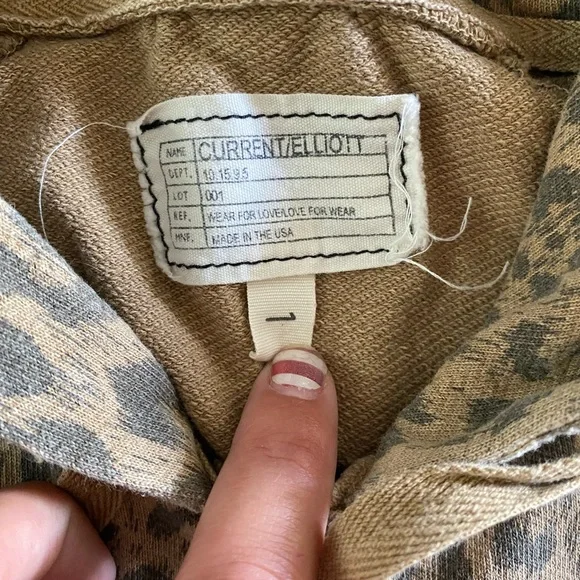 NAME CURRENT/ELLIOTT
DEPT. 10.15.9.5
LOT 001
REF. WEAR FOR LOVE/LOVE FOR WEAR
MNF. MADE IN THE USA
1